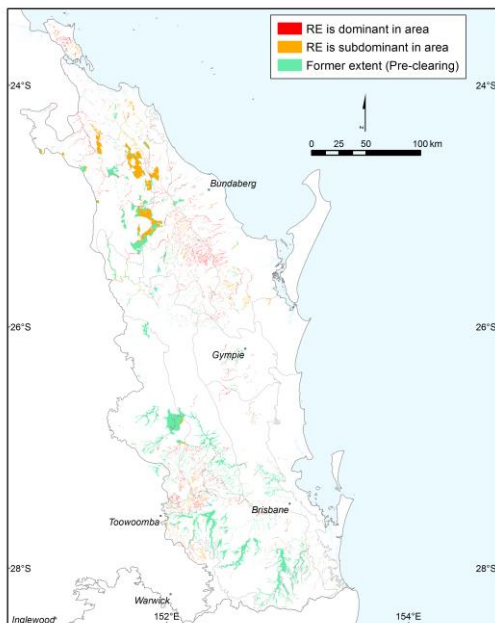 RE is dominant in area
RE is subdominant in area
Former extent (Pre-clearing)
24°S
24°S
z
0 25 50 100 km
Bundaberg
26°S
26°S
Gympie
Brisbane
Toowoomba
28°S
28°S
Warwick
152°E
154°E
Inglewood